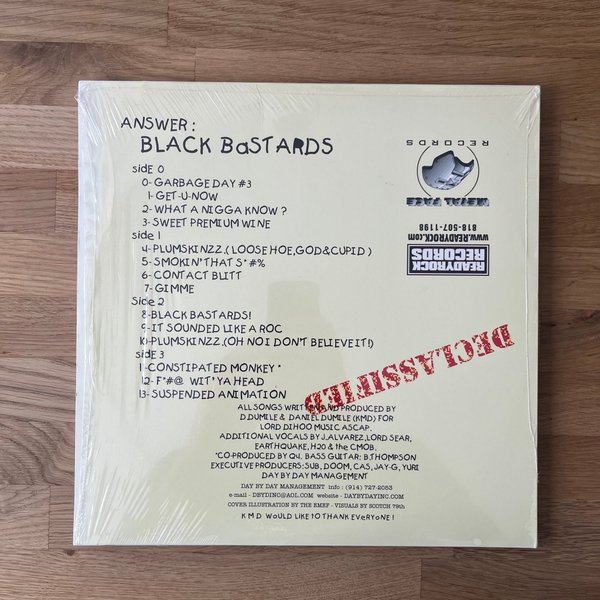 ANSWER:
BLACK BaSTARDS
side 0
0- GARBAGE DAY #3
1- GET-U-NOW
2- WHAT A NIGGA KNOW?
3- SWEET PREMIUM WINE
side 1
4- PLUMSKINZZ.(LOOSE HOE,GOD&CUPID)
5- SMOKIN'THAT S*#%
6- CONTACT BLITT
7- GIMME
Side 2
8- BLACK BASTARDS!
9- IT SOUNDED LIKE A ROC
10- PLUMSKINZZ.(OH NO I DON'T BELIEVE IT!)
side 3
11- CONSTIPATED MONKEY*
12- F*#@ WIT'YA HEAD
13- SUSPENDED ANIMATION
METAL FACE
RECORDS
818-507-1198
www.READYROCK.com
READYROCK
RECORDS
DECLASSIFIED
ALL SONGS WRITTEN AND PRODUCED BY
D.DUMILE & DANIEL DUMILE (KMD) FOR
LORD DIHOO MUSIC ASCAP.
ADDITIONAL VOCALS BY J.ALVAREZ,LORD SEAR,
EARTHQUAKE, H20 & the CMOB.
*CO-PRODUCED BY Q4. BASS GUITAR: B.THOMPSON
EXECUTIVE PRODUCERS:SUB, DOOM, CAS, JAY-G, YURI
DAY BY DAY MANAGEMENT
DAY BY DAY MANAGEMENT info : (914) 727-2053
e-mail - DBYDINO@AOL.COM website - DAYBYDAYINC.COM
COVER ILLUSTRATION BY THE KMEF - VISUALS BY SCOTCH 79th
KMD WOULD LIKE TO THANK EVERYONE!